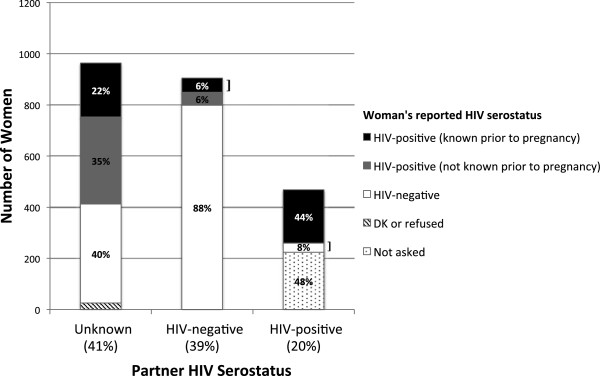 1200
1000
800
600
400
200
0
Number of Women
22%
35%
40%
6%
]
6%
88%
44%
8%
]
48%
Unknown
(41%)
HIV-negative
(39%)
HIV-positive
(20%)
Partner HIV Serostatus
Woman's reported HIV serostatus
HIV-positive (known prior to pregnancy)
HIV-positive (not known prior to pregnancy)
HIV-negative
DK or refused
Not asked